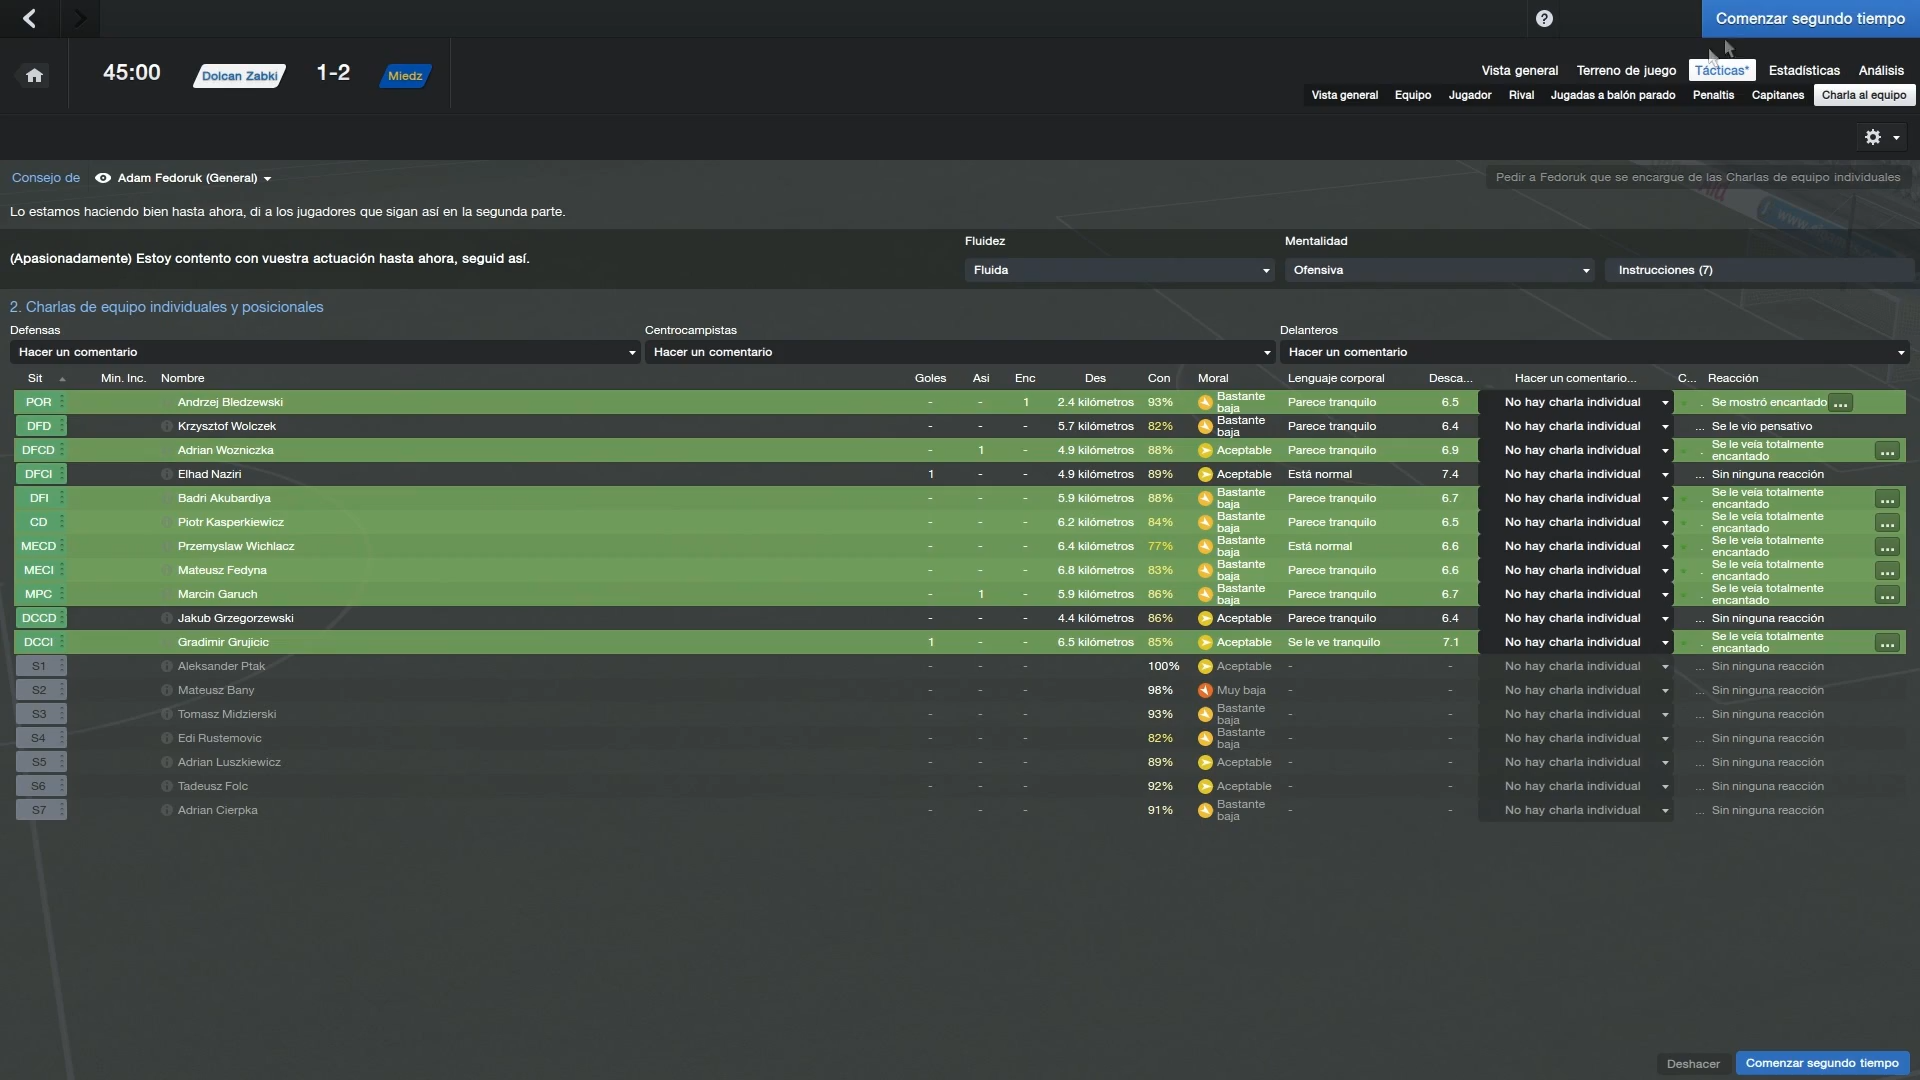 Comenzar segundo tiempo
45:00 Dolcan Zabki 1-2 Miedz
Vista general Terreno de juego Tácticas* Estadísticas Análisis
Vista general Equipo Jugador Rival Jugadas a balón parado Penaltis Capitanes Charla al equipo
Consejo de Adam Fedoruk (General) Pedir a Fedoruk que se encargue de las Charlas de equipo individuales
Lo estamos haciendo bien hasta ahora, di a los jugadores que sigan así en la segunda parte.
Fluidez Mentalidad
(Apasionadamente) Estoy contento con vuestra actuación hasta ahora, seguid así.
Fluida Ofensiva Instrucciones (7)
2. Charlas de equipo individuales y posicionales
Defensas Centrocampistas Delanteros
Hacer un comentario Hacer un comentario Hacer un comentario
Sit Min. Inc. Nombre Goles Asi Enc Des Con Moral Lenguaje corporal Desca... Hacer un comentario... C... Reacción
POR Andrzej Bledzewski - - 1 2.4 kilómetros 93% Bastante baja Parece tranquilo 6.5 No hay charla individual . Se mostró encantado ...
DFD Krzysztof Wolczek - - - 5.7 kilómetros 82% Bastante baja Parece tranquilo 6.4 No hay charla individual ... Se le vio pensativo
DFCD Adrian Wozniczka - 1 - 4.9 kilómetros 88% Aceptable Parece tranquilo 6.9 No hay charla individual . Se le veía totalmente encantado ...
DFCI Elhad Naziri 1 - - 4.9 kilómetros 89% Aceptable Está normal 7.4 No hay charla individual ... Sin ninguna reacción
DFI Badri Akubardiya - - - 5.9 kilómetros 88% Bastante baja Parece tranquilo 6.7 No hay charla individual . Se le veía totalmente encantado ...
CD Piotr Kasperkiewicz - - - 6.2 kilómetros 84% Bastante baja Parece tranquilo 6.5 No hay charla individual . Se le veía totalmente encantado ...
MECD Przemyslaw Wichlacz - - - 6.4 kilómetros 77% Bastante baja Está normal 6.6 No hay charla individual . Se le veía totalmente encantado ...
MECI Mateusz Fedyna - - - 6.8 kilómetros 83% Bastante baja Parece tranquilo 6.6 No hay charla individual . Se le veía totalmente encantado ...
MPC Marcin Garuch - 1 - 5.9 kilómetros 86% Bastante baja Parece tranquilo 6.7 No hay charla individual . Se le veía totalmente encantado ...
DCCD Jakub Grzegorzewski - - - 4.4 kilómetros 86% Aceptable Parece tranquilo 6.4 No hay charla individual ... Sin ninguna reacción
DCCI Gradimir Grujicic 1 - - 6.5 kilómetros 85% Aceptable Se le ve tranquilo 7.1 No hay charla individual . Se le veía totalmente encantado ...
S1 Aleksander Ptak - - - 100% Aceptable - - No hay charla individual ... Sin ninguna reacción
S2 Mateusz Bany - - - 98% Muy baja - - No hay charla individual ... Sin ninguna reacción
S3 Tomasz Midzierski - - - 93% Bastante baja - - No hay charla individual ... Sin ninguna reacción
S4 Edi Rustemovic - - - 82% Bastante baja - - No hay charla individual ... Sin ninguna reacción
S5 Adrian Luszkiewicz - - - 89% Aceptable - - No hay charla individual ... Sin ninguna reacción
S6 Tadeusz Folc - - - 92% Aceptable - - No hay charla individual ... Sin ninguna reacción
S7 Adrian Cierpka - - - 91% Bastante baja - - No hay charla individual ... Sin ninguna reacción
Deshacer Comenzar segundo tiempo